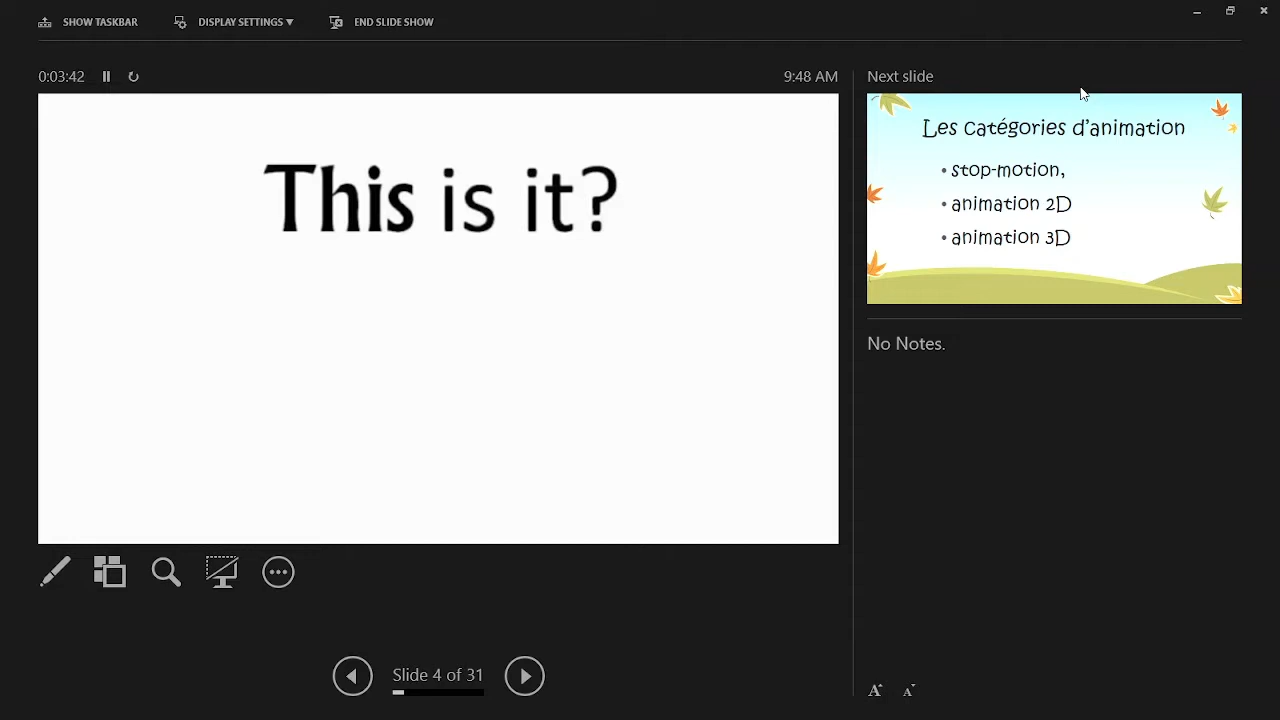 SHOW TASKBAR DISPLAY SETTINGS ▾ END SLIDE SHOW
0:03:42 9:48 AM
This is it?
Slide 4 of 31
Next slide
Les catégories d'animation
• stop-motion,
• animation 2D
• animation 3D
No Notes.
A A